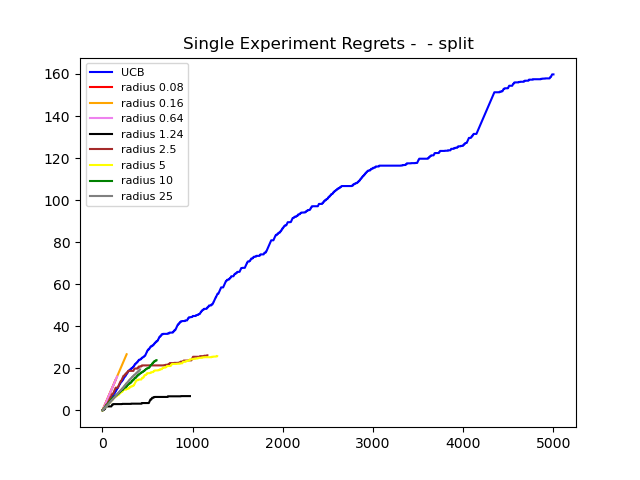 Single Experiment Regrets -  - split
UCB
radius 0.08
radius 0.16
radius 0.64
radius 1.24
radius 2.5
radius 5
radius 10
radius 25
160
140
120
100
80
60
40
20
0
0 1000 2000 3000 4000 5000